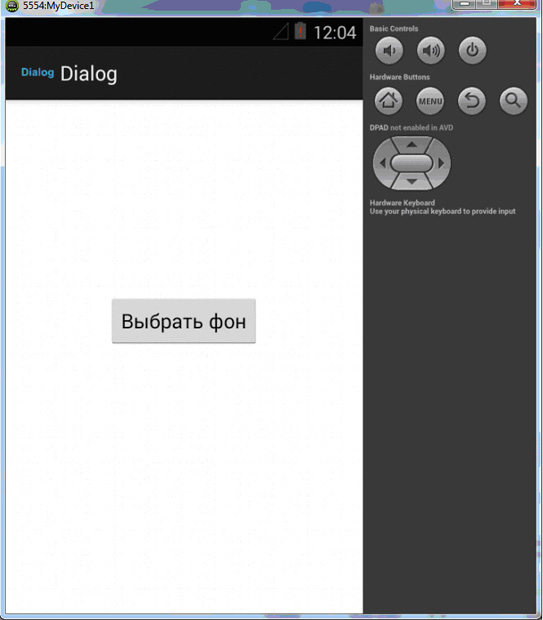 5554:MyDevice1
12:04
Dialog Dialog
Выбрать фон
Basic Controls
Hardware Buttons
MENU
DPAD not enabled in AVD
Hardware Keyboard
Use your physical keyboard to provide input